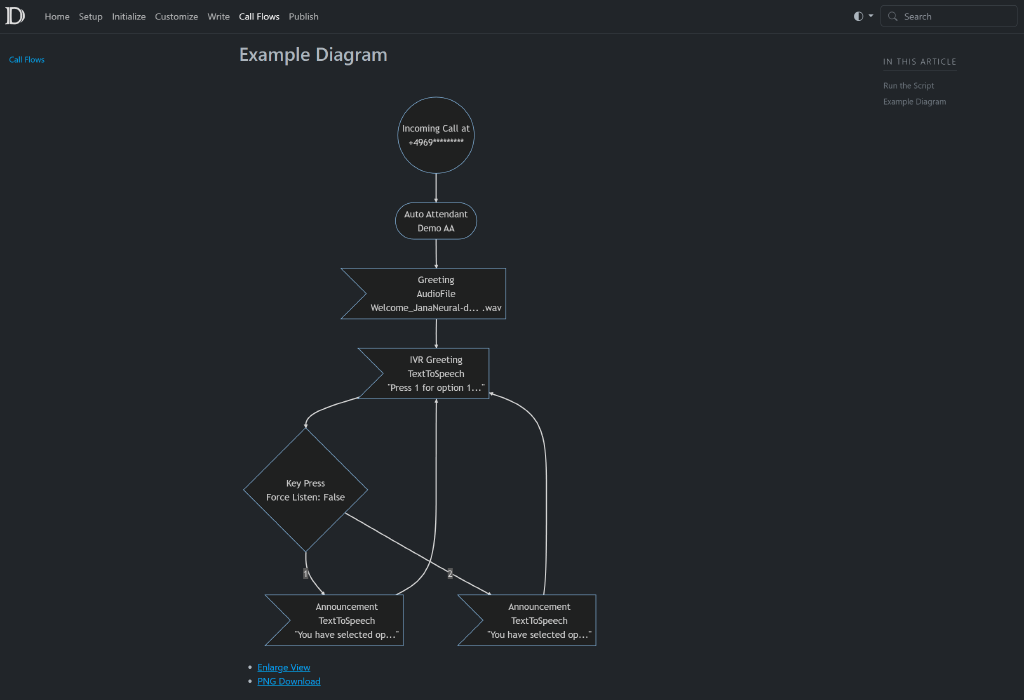 Home Setup Initialize Customize Write Call Flows Publish
Search
Call Flows
Example Diagram
IN THIS ARTICLE
Run the Script
Example Diagram
Incoming Call at
+4969*********
Auto Attendant
Demo AA
Greeting
AudioFile
Welcome_JanaNeural-d... .wav
IVR Greeting
TextToSpeech
"Press 1 for option 1..."
Key Press
Force Listen: False
1
2
Announcement
TextToSpeech
"You have selected op..."
Announcement
TextToSpeech
"You have selected op..."
Enlarge View
PNG Download